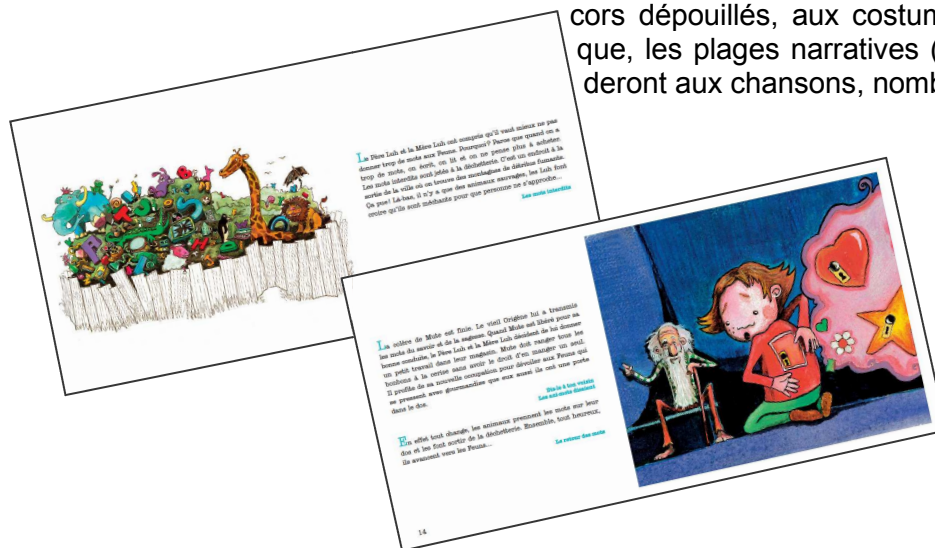 cors dépouillés, aux costum
que, les plages narratives (
deront aux chansons, nomb
Le Père Luh et la Mère Luh ont compris qu'il vaut mieux ne pas
donner trop de mots aux Feuns. Pourquoi? Parce que quand on a
trop de mots, on écrit, on lit et on ne pense plus à acheter.
Les mots interdits sont jetés à la déchetterie. C'est un endroit à la
sortie de la ville où on trouve des montagnes de détritus fumants.
Ça pue! Là-bas, il n'y a que des animaux sauvages, les Luh font
croire qu'ils sont méchants pour que personne ne s'approche...
Les mots interdits
La colère de Mute est finie. Le vieil Origène lui a transmis
les mots du savoir et de la sagesse. Quand Mute est libéré pour sa
bonne conduite, le Père Luh et la Mère Luh décident de lui donner
un petit travail dans leur magasin. Mute doit ranger tous les
bonbons à la cerise sans avoir le droit d'en manger un seul.
Il profite de sa nouvelle occupation pour dévoiler aux Feuns qui
se pressent avec gourmandise que eux aussi ils ont une porte
dans le dos.
Dis-le à ton voisin
Les mots disaient
En effet tout change, les animaux prennent les mots sur leur
dos et les font sortir de la déchetterie. Ensemble, tout heureux,
ils avancent vers les Feuns...
Le retour des mots
14